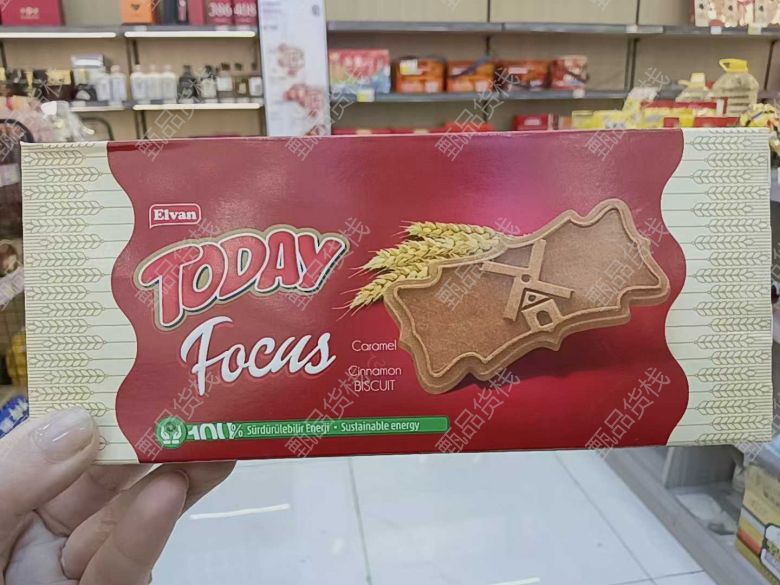 Elvan
TODAY
Focus
Caramel
Cinnamon
BISCUIT
100% Sürdürülebilir Enerji • Sustainable energy
甄品货栈